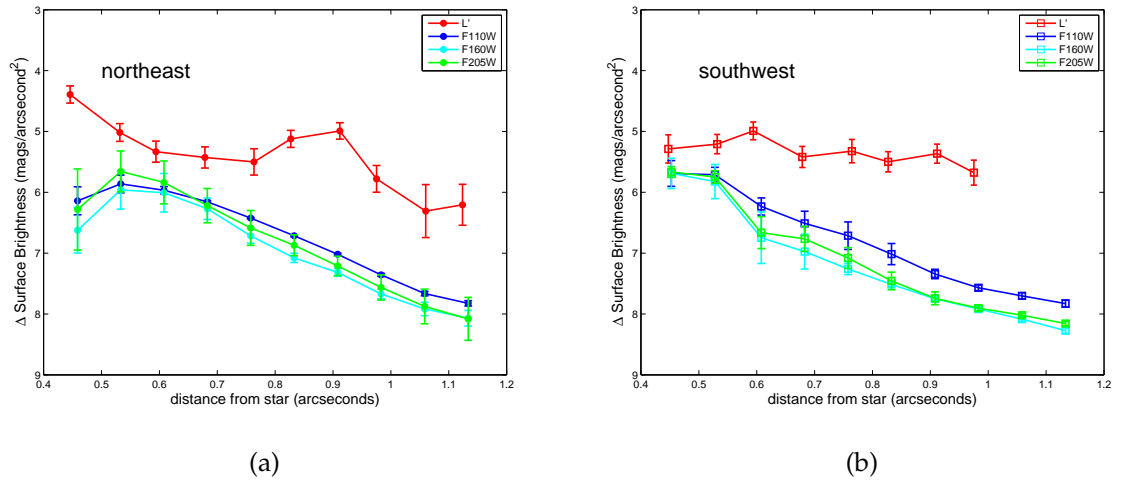 northeast
L'
F110W
F160W
F205W
Δ Surface Brightness (mags/arcsecond²)
3
4
5
6
7
8
9
0.4 0.5 0.6 0.7 0.8 0.9 1 1.1 1.2
distance from star (arcseconds)
(a)
southwest
L'
F110W
F160W
F205W
Δ Surface Brightness (mags/arcsecond²)
3
4
5
6
7
8
9
0.4 0.5 0.6 0.7 0.8 0.9 1 1.1 1.2
distance from star (arcseconds)
(b)